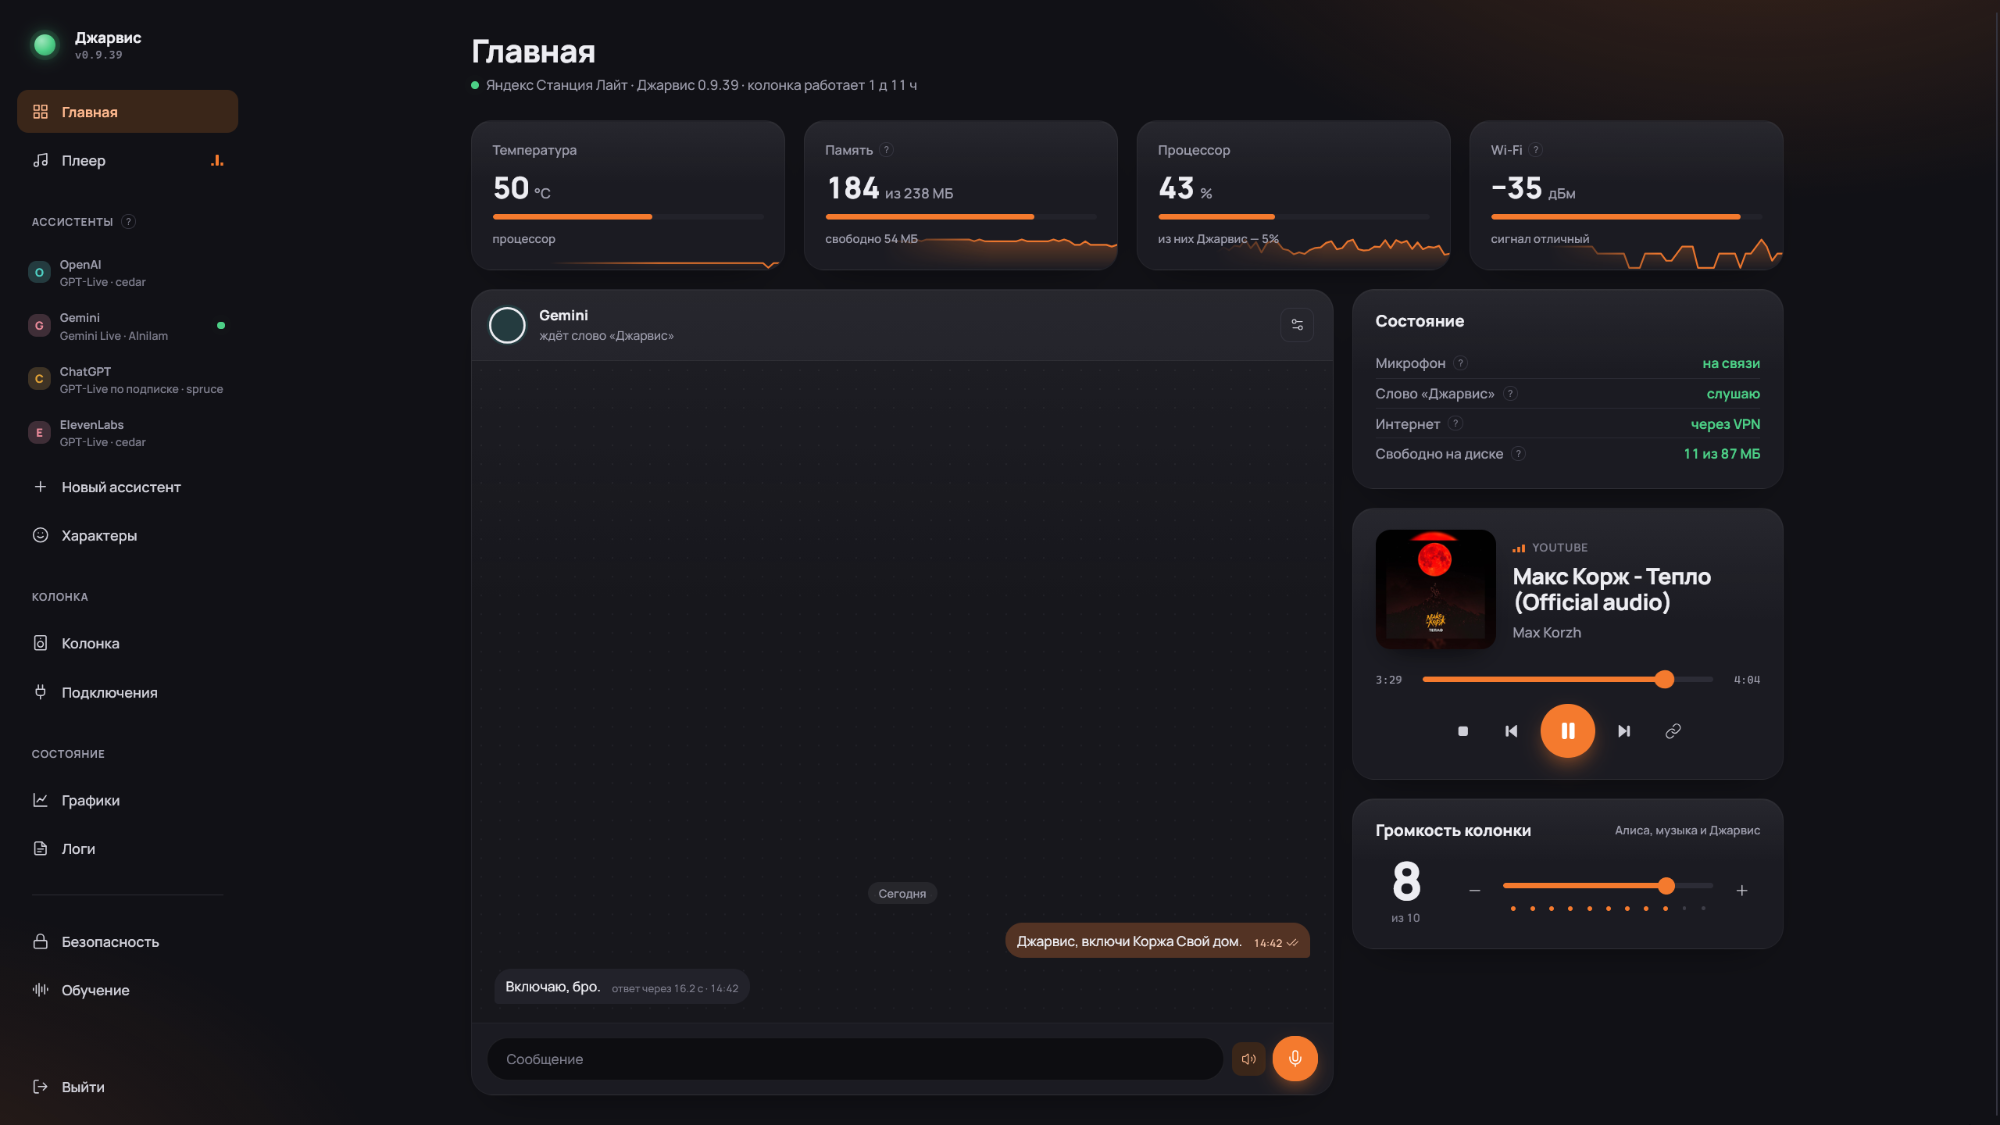 Джарвис
v0.9.39
Главная
Плеер
АССИСТЕНТЫ ?
O OpenAI
GPT-Live · cedar
G Gemini
Gemini Live · Alnilam
C ChatGPT
GPT-Live по подписке · spruce
E ElevenLabs
GPT-Live · cedar
Новый ассистент
Характеры
КОЛОНКА
Колонка
Подключения
СОСТОЯНИЕ
Графики
Логи
Безопасность
Обучение
Выйти
Главная
Яндекс Станция Лайт · Джарвис 0.9.39 · колонка работает 1 д 11 ч
Температура
50 °C
процессор
Память ?
184 из 238 МБ
свободно 54 МБ
Процессор
43 %
из них Джарвис — 5%
Wi-Fi ?
−35 дБм
сигнал отличный
Gemini
ждёт слово «Джарвис»
Сегодня
Джарвис, включи Коржа Свой дом. 14:42
Включаю, бро. ответ через 16.2 с · 14:42
Сообщение
Состояние
Микрофон ? на связи
Слово «Джарвис» ? слушаю
Интернет ? через VPN
Свободно на диске ? 11 из 87 МБ
YOUTUBE
Макс Корж - Тепло
(Official audio)
Max Korzh
3:29 4:04
Громкость колонки Алиса, музыка и Джарвис
8
из 10